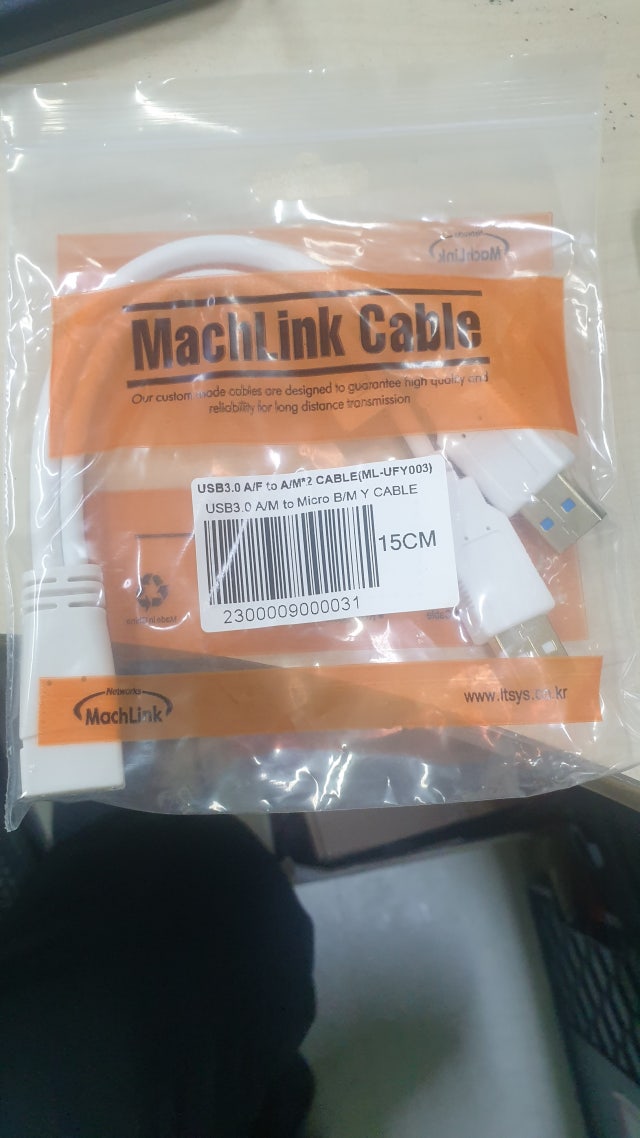 Networks
MachLink
MachLink Cable
Our custom made cables are designed to guarantee high quality and
reliability for long distance transmission
USB3.0 A/F to A/M*2 CABLE(ML-UFY003)
USB3.0 A/M to Micro B/M Y CABLE
15CM
2300009000031
Networks
MachLink
www.itsys.co.kr